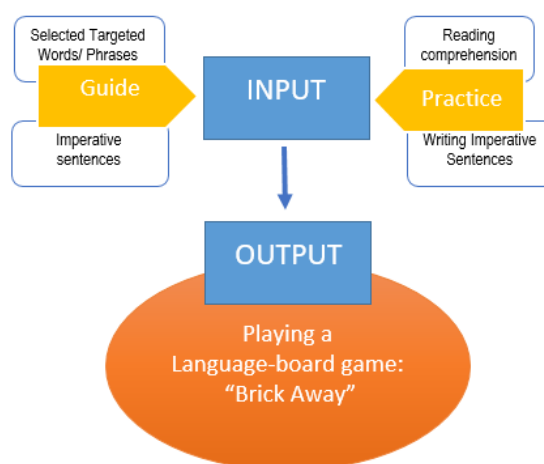 Selected Targeted
Words/ Phrases
Guide
Imperative
sentences
INPUT
Reading
comprehension
Practice
Writing Imperative
Sentences
OUTPUT
Playing a
Language-board game:
“Brick Away”